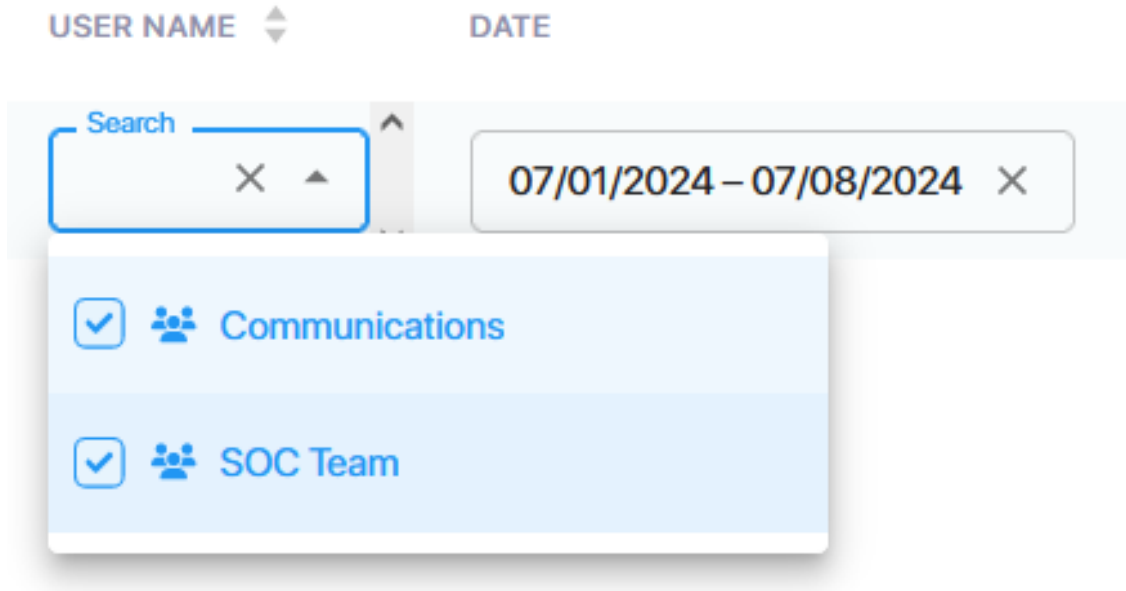 USER NAME DATE
Search
07/01/2024 – 07/08/2024
Communications
SOC Team